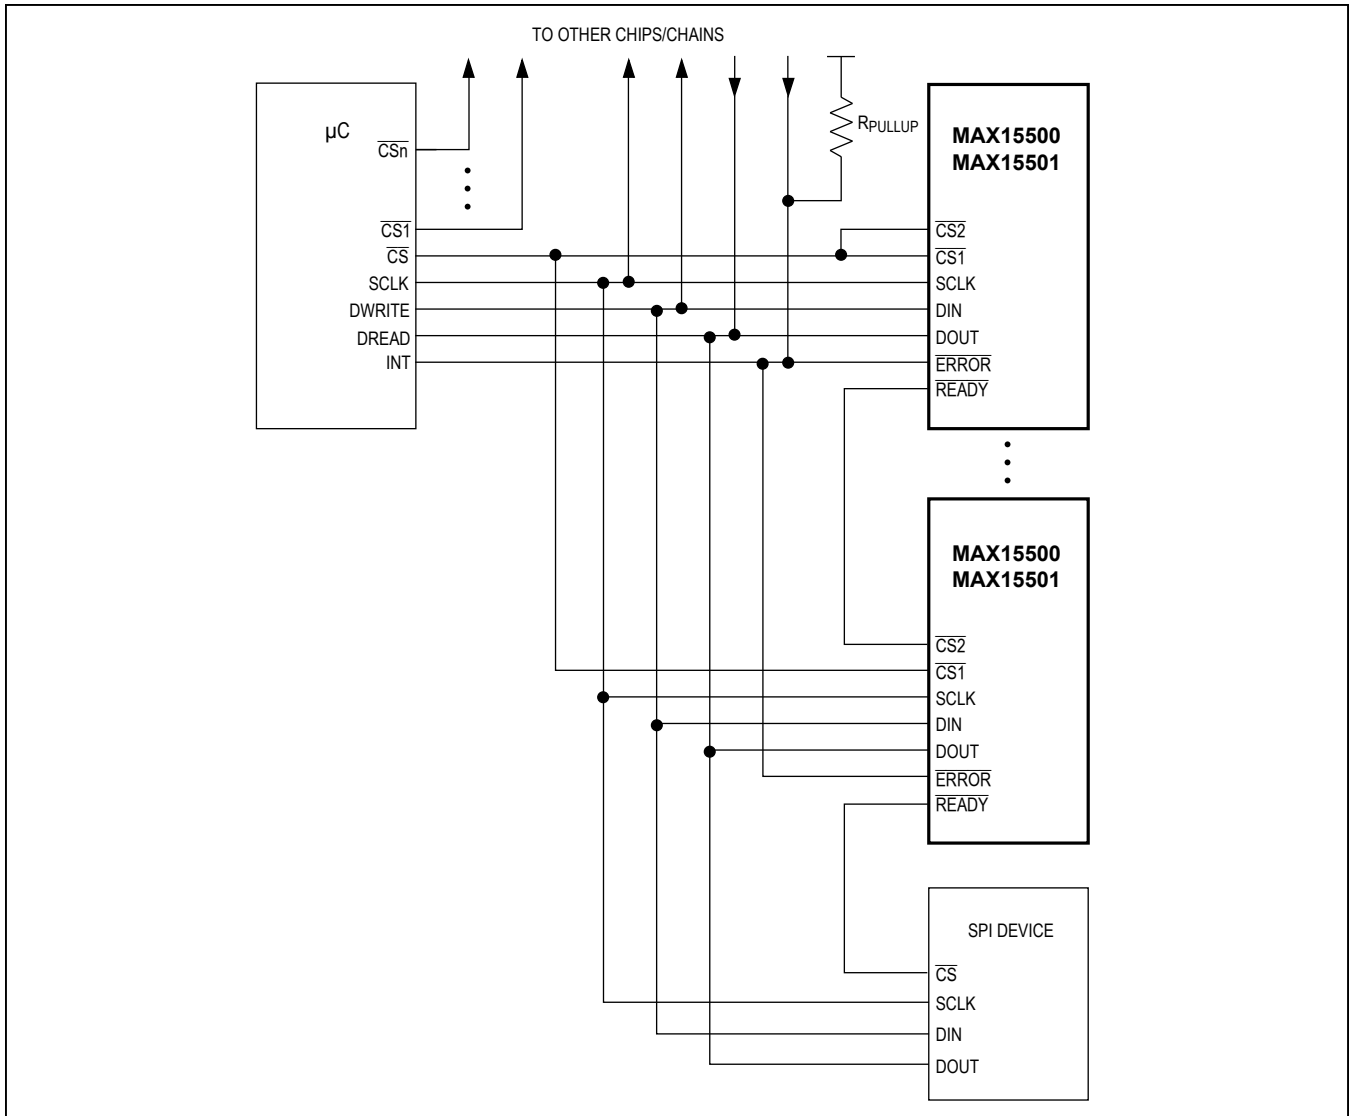 TO OTHER CHIPS/CHAINS
µC
CSn
CS1
CS
SCLK
DWRITE
DREAD
INT
RPULLUP
MAX15500
MAX15501
CS2
CS1
SCLK
DIN
DOUT
ERROR
READY
MAX15500
MAX15501
CS2
CS1
SCLK
DIN
DOUT
ERROR
READY
SPI DEVICE
CS
SCLK
DIN
DOUT